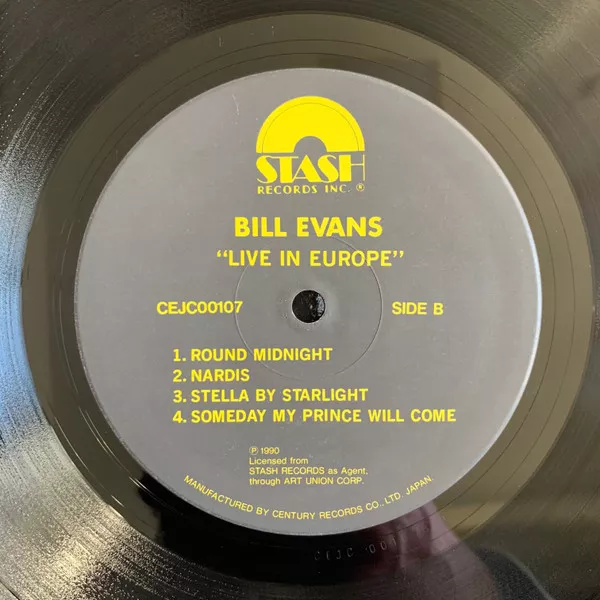 STASH
RECORDS INC. ®
BILL EVANS
“LIVE IN EUROPE”
CEJC00107
SIDE B
1. ROUND MIDNIGHT
2. NARDIS
3. STELLA BY STARLIGHT
4. SOMEDAY MY PRINCE WILL COME
Ⓟ 1990
Licensed from
STASH RECORDS as Agent,
through ART UNION CORP.
MANUFACTURED BY CENTURY RECORDS CO., LTD. JAPAN.